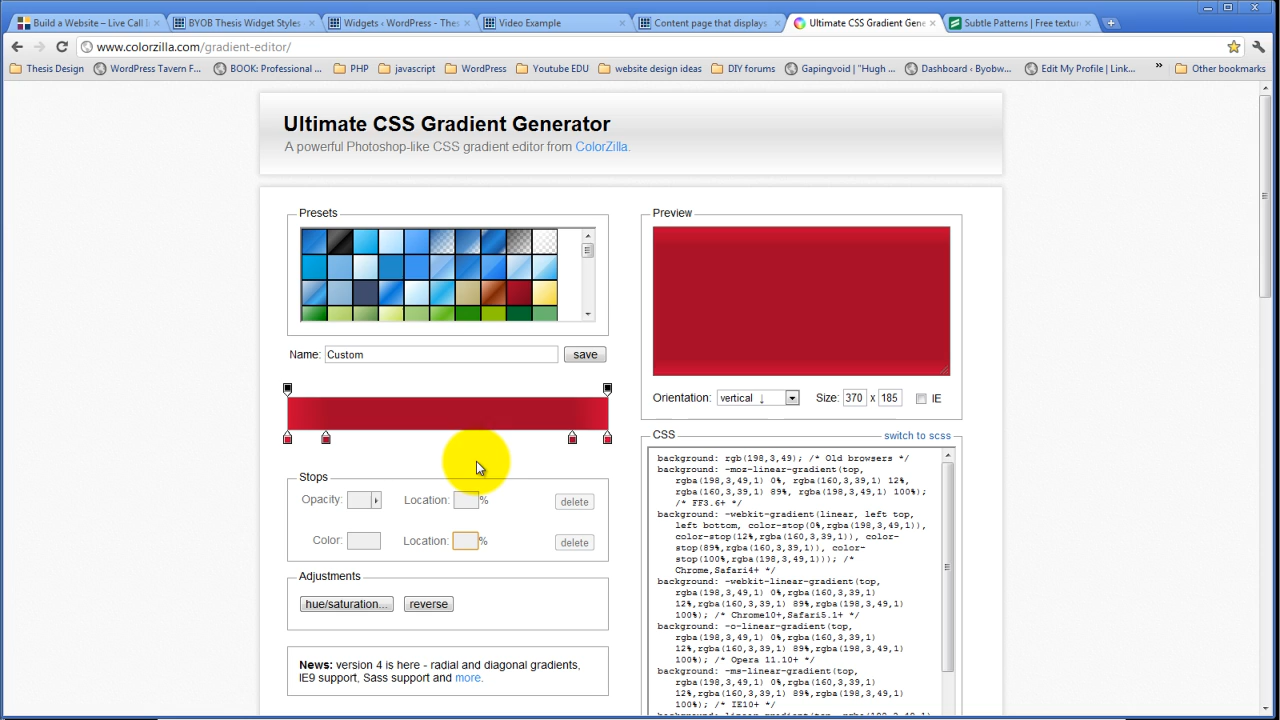 Build a Website – Live Call I
BYOB Thesis Widget Styles
Widgets ‹ WordPress - Thes
Video Example
Content page that displays
Ultimate CSS Gradient Gene
Subtle Patterns | Free textur
www.colorzilla.com/gradient-editor/
Thesis Design
WordPress Tavern F...
BOOK: Professional ...
PHP
javascript
WordPress
Youtube EDU
website design ideas
DIY forums
Gapingvoid | "Hugh ...
Dashboard ‹ Byobw...
Edit My Profile | Link...
»
Other bookmarks
Ultimate CSS Gradient Generator
A powerful Photoshop-like CSS gradient editor from ColorZilla.
Presets
Name: Custom save
Stops
Opacity: Location: % delete
Color: Location: % delete
Adjustments
hue/saturation... reverse
News: version 4 is here - radial and diagonal gradients,
IE9 support, Sass support and more.
Preview
Orientation: vertical ↓ Size: 370 x 185 IE
CSS switch to scss
background: rgb(198,3,49); /* Old browsers */
background: -moz-linear-gradient(top,
rgba(198,3,49,1) 0%, rgba(160,3,39,1) 12%,
rgba(160,3,39,1) 89%, rgba(198,3,49,1) 100%);
/* FF3.6+ */
background: -webkit-gradient(linear, left top,
left bottom, color-stop(0%,rgba(198,3,49,1)),
color-stop(12%,rgba(160,3,39,1)), color-
stop(89%,rgba(160,3,39,1)), color-
stop(100%,rgba(198,3,49,1))); /*
Chrome,Safari4+ */
background: -webkit-linear-gradient(top,
rgba(198,3,49,1) 0%,rgba(160,3,39,1)
12%,rgba(160,3,39,1) 89%,rgba(198,3,49,1)
100%); /* Chrome10+,Safari5.1+ */
background: -o-linear-gradient(top,
rgba(198,3,49,1) 0%,rgba(160,3,39,1)
12%,rgba(160,3,39,1) 89%,rgba(198,3,49,1)
100%); /* Opera 11.10+ */
background: -ms-linear-gradient(top,
rgba(198,3,49,1) 0%,rgba(160,3,39,1)
12%,rgba(160,3,39,1) 89%,rgba(198,3,49,1)
100%); /* IE10+ */